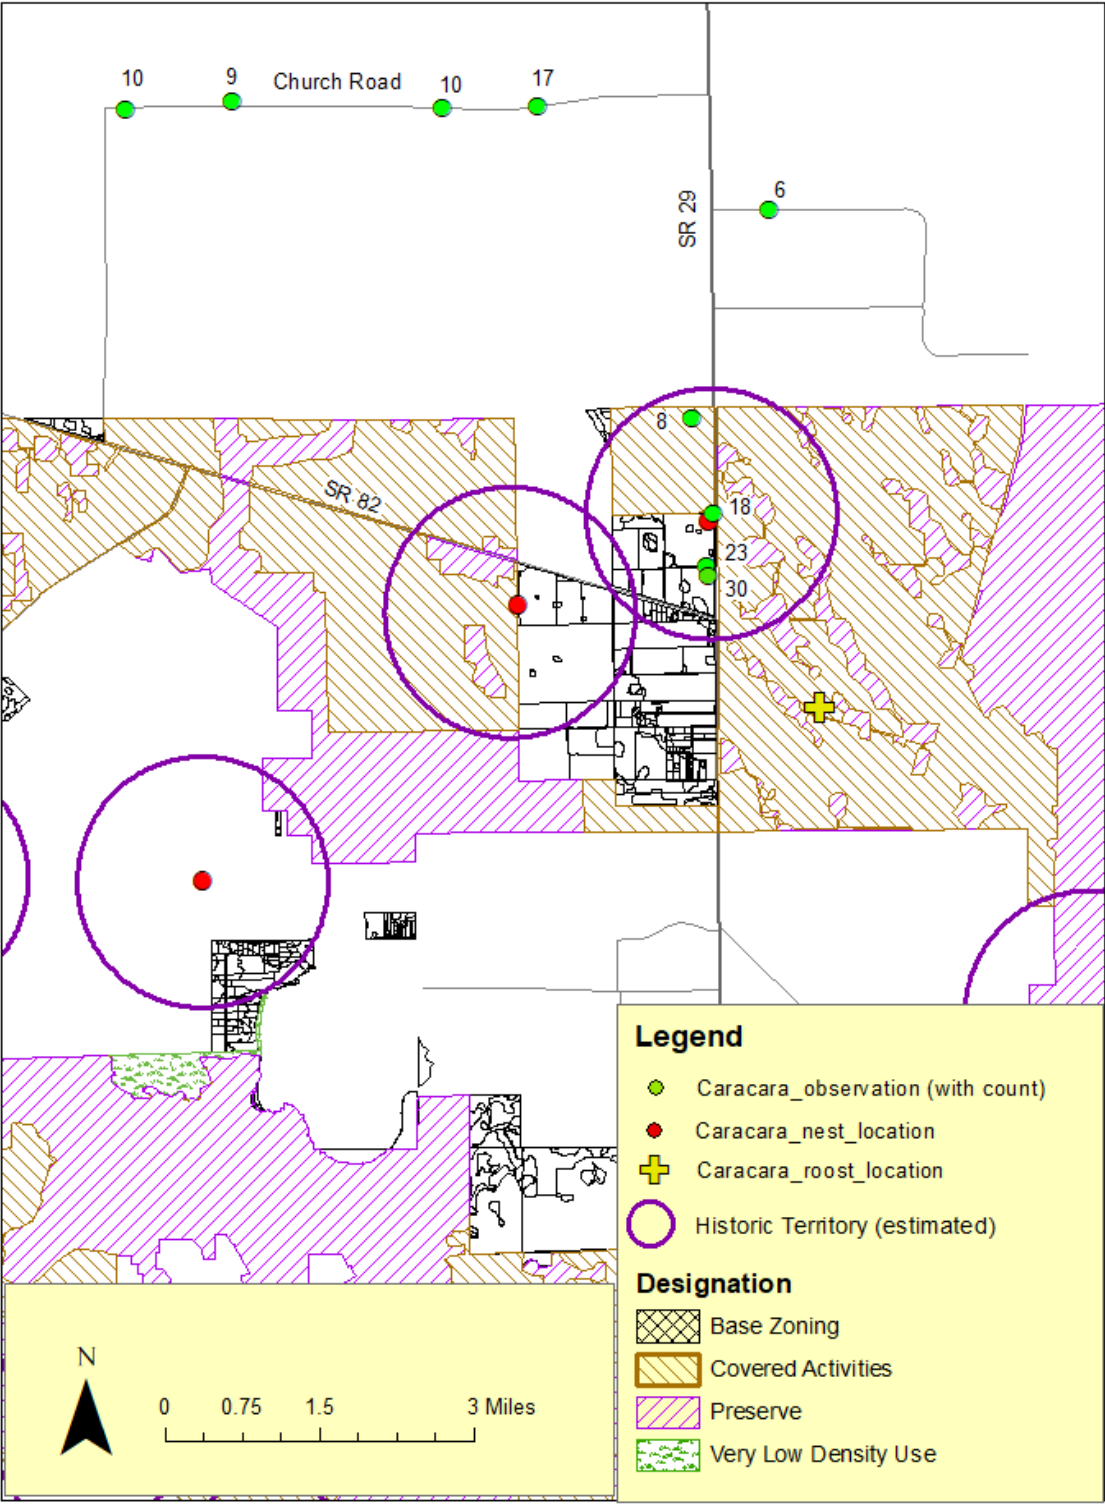 10
9
Church Road
10
17
6
SR 29
8
18
SR 82
23
30
Legend
Caracara_observation (with count)
Caracara_nest_location
Caracara_roost_location
Historic Territory (estimated)
Designation
Base Zoning
Covered Activities
Preserve
Very Low Density Use
N
0 0.75 1.5 3 Miles